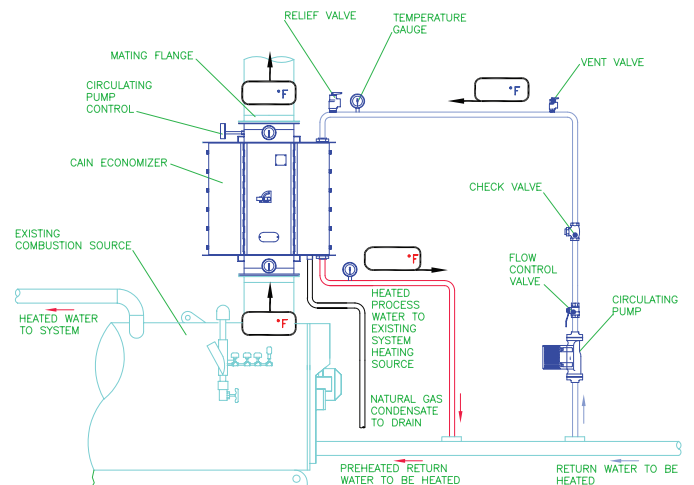 RELIEF VALVE
TEMPERATURE
GAUGE
MATING FLANGE
VENT VALVE
CIRCULATING
PUMP
CONTROL
°F
°F
CAIN ECONOMIZER
CHECK VALVE
EXISTING
COMBUSTION SOURCE
°F
FLOW
CONTROL
VALVE
HEATED
PROCESS
WATER TO
EXISTING
SYSTEM
HEATING
SOURCE
CIRCULATING
PUMP
HEATED WATER
TO SYSTEM
°F
NATURAL GAS
CONDENSATE
TO DRAIN
PREHEATED RETURN
WATER TO BE HEATED
RETURN WATER TO BE
HEATED